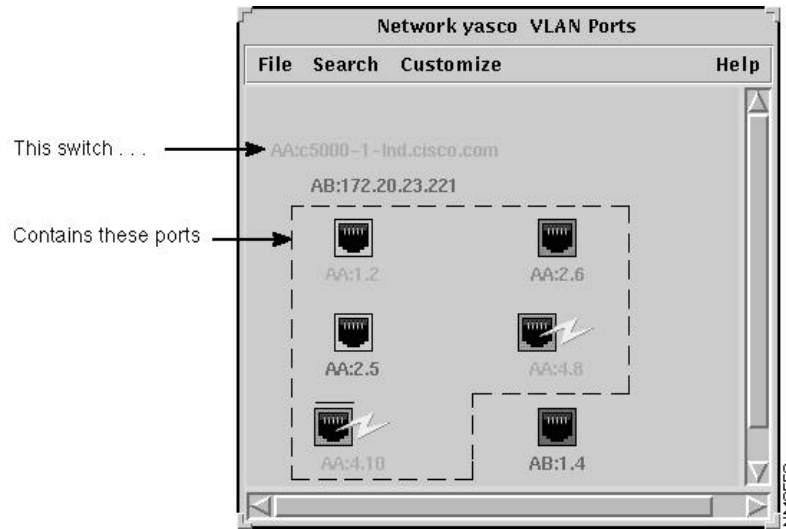 Network yasco VLAN Ports
File Search Customize Help
This switch . . .
AA:c5000-1-lnd.cisco.com
AB:172.20.23.221
Contains these ports
AA:1.2
AA:2.6
AA:2.5
AA:4.8
AA:4.10
AB:1.4